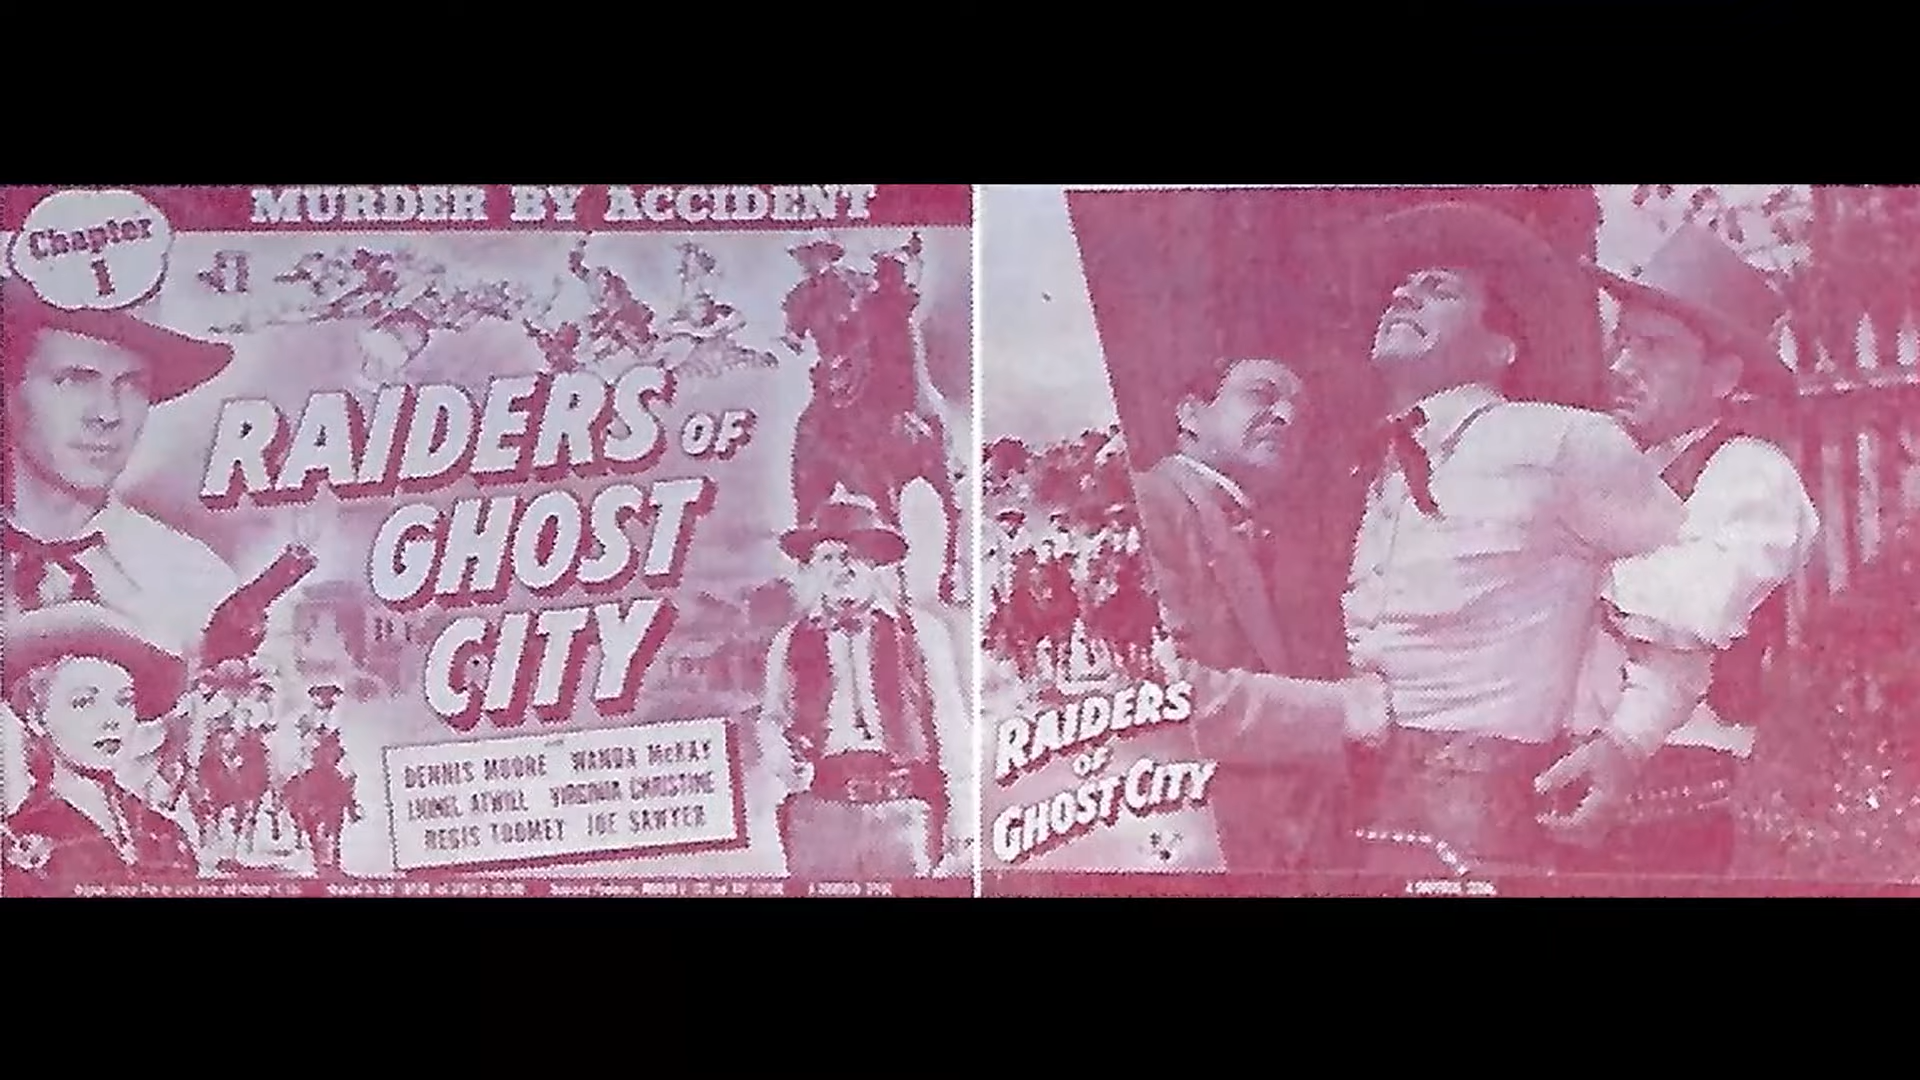 MURDER BY ACCIDENT
Chapter
1
RAIDERS OF
GHOST
CITY
DENNIS MOORE WANDA McKAY
LIONEL ATWILL VIRGINIA CHRISTINE
REGIS TOOMEY JOE SAWYER
RAIDERS
OF
GHOST CITY